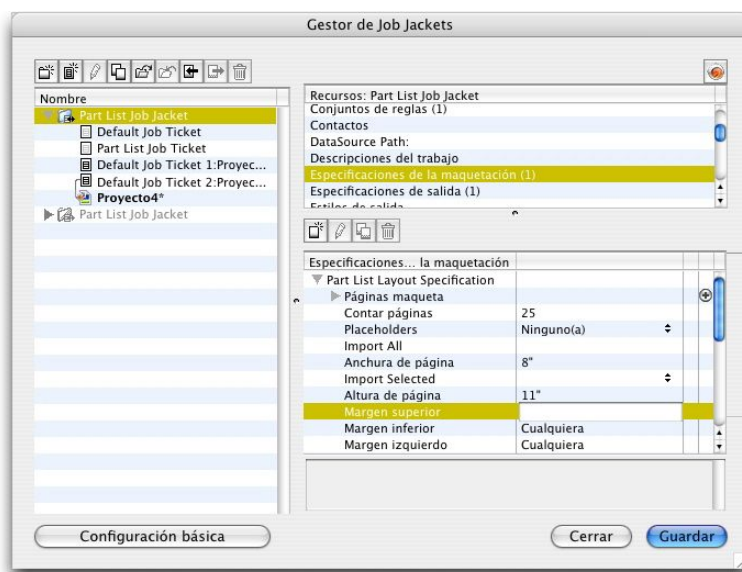 Gestor de Job Jackets
Nombre
Part List Job Jacket
Default Job Ticket
Part List Job Ticket
Default Job Ticket 1:Proyec...
Default Job Ticket 2:Proyec...
Proyecto4*
Part List Job Jacket
Recursos: Part List Job Jacket
Conjuntos de reglas (1)
Contactos
DataSource Path:
Descripciones del trabajo
Especificaciones de la maquetación (1)
Especificaciones de salida (1)
Estilos de salida
Especificaciones... la maquetación
Part List Layout Specification
Páginas maqueta
Contar páginas 25
Placeholders Ninguno(a)
Import All
Anchura de página 8"
Import Selected
Altura de página 11"
Margen superior
Margen inferior Cualquiera
Margen izquierdo Cualquiera
Configuración básica
Cerrar
Guardar